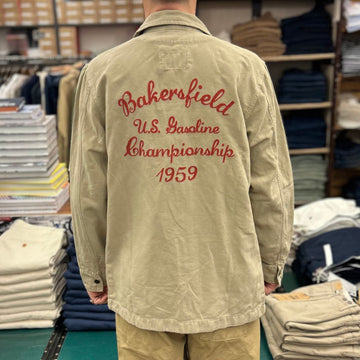 Bakersfield
U.S. Gasoline
Championship
1959